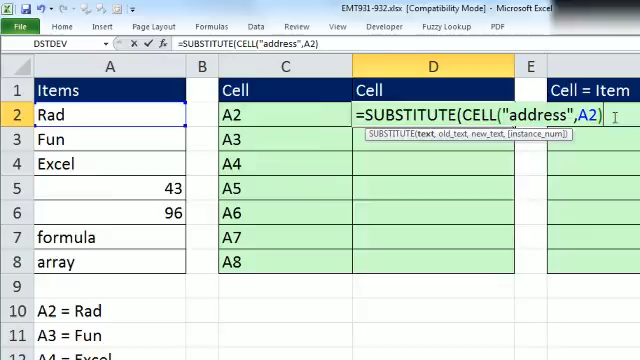 EMT931-932.xlsx [Compatibility Mode] - Microsoft Excel
File Home Insert Page Layout Formulas Data Review View Developer Fuzzy Lookup PDF
DSTDEV =SUBSTITUTE(CELL("address",A2)
A B C D E
1 Items Cell Cell Cell = Item
2 Rad A2 =SUBSTITUTE(CELL("address",A2)
SUBSTITUTE(text, old_text, new_text, [instance_num])
3 Fun A3
4 Excel A4
5 43 A5
6 96 A6
7 formula A7
8 array A8
9
10 A2 = Rad
11 A3 = Fun
12 A4 = Excel